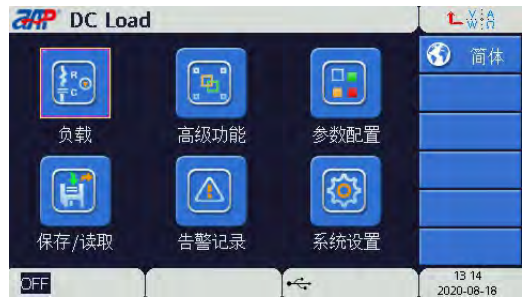 DC Load
简体
负载
高级功能
参数配置
保存/读取
告警记录
系统设置
OFF
13 14
2020-08-18